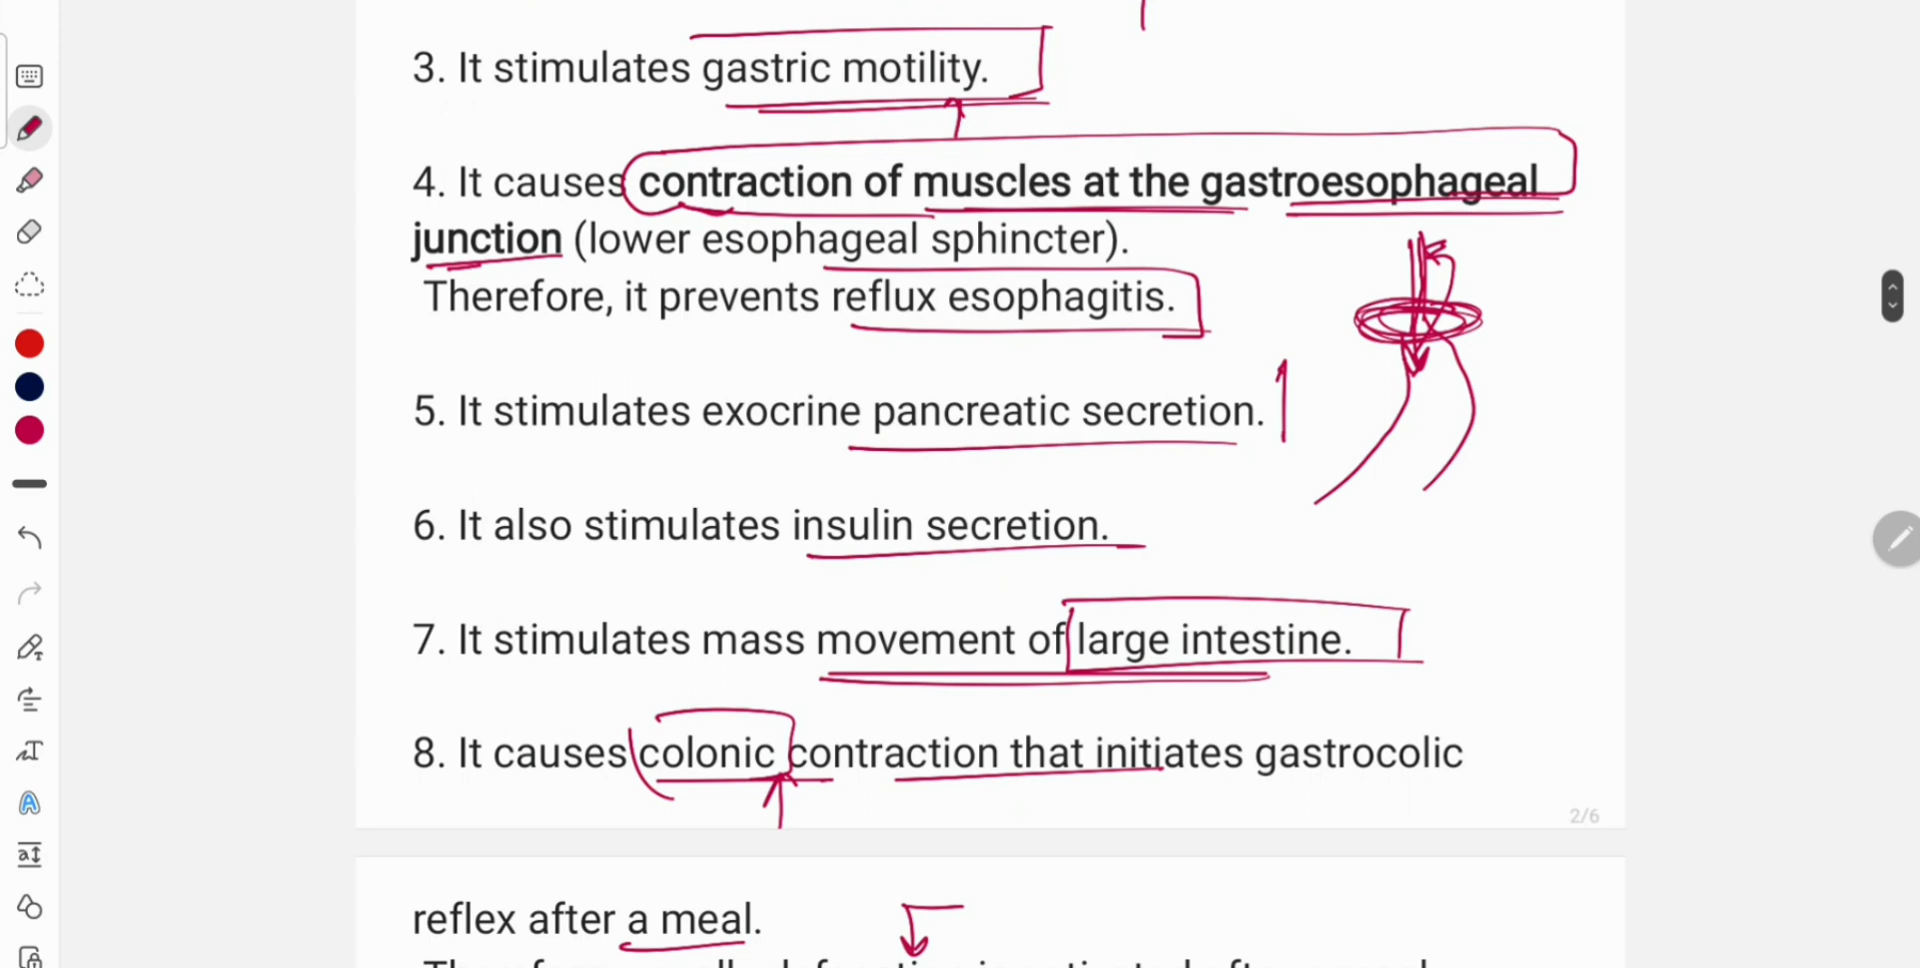 3. It stimulates gastric motility.
4. It causes contraction of muscles at the gastroesophageal
junction (lower esophageal sphincter).
Therefore, it prevents reflux esophagitis.
5. It stimulates exocrine pancreatic secretion.
6. It also stimulates insulin secretion.
7. It stimulates mass movement of large intestine.
8. It causes colonic contraction that initiates gastrocolic
2/6
reflex after a meal.